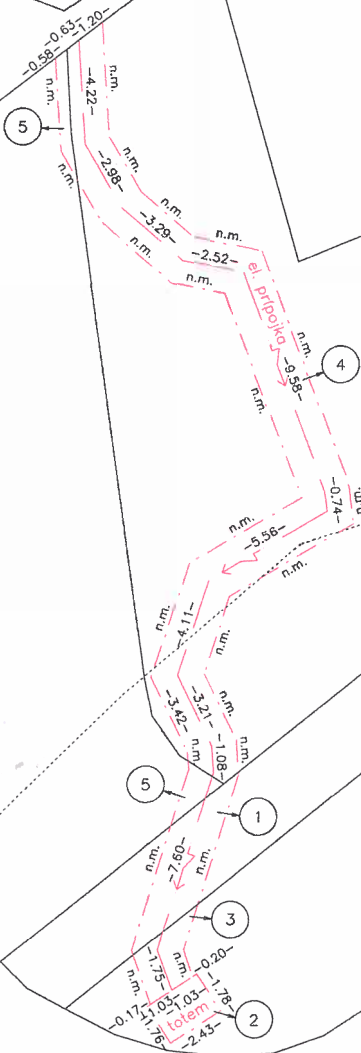 -0.63-
-1.20-
-0.58-
n.m.
n.m.
-4.22-
5
n.m.
-2.98-
n.m.
n.m.
-3.29-
n.m.
n.m.
-2.52-
n.m.
el. prípojka
n.m.
4
-9.58-
n.m.
-0.74-
n.m.
-5.56-
n.m.
n.m.
-4.11-
n.m.
-3.21-
-3.42-
n.m.
-1.08-
n.m.
5
1
-7.60-
n.m.
n.m.
3
-1.75-
n.m.
n.m.
-0.20-
-1.03-
-1.03-
-1.78-
-0.17-
totem
2
-1.76-
-2.43-